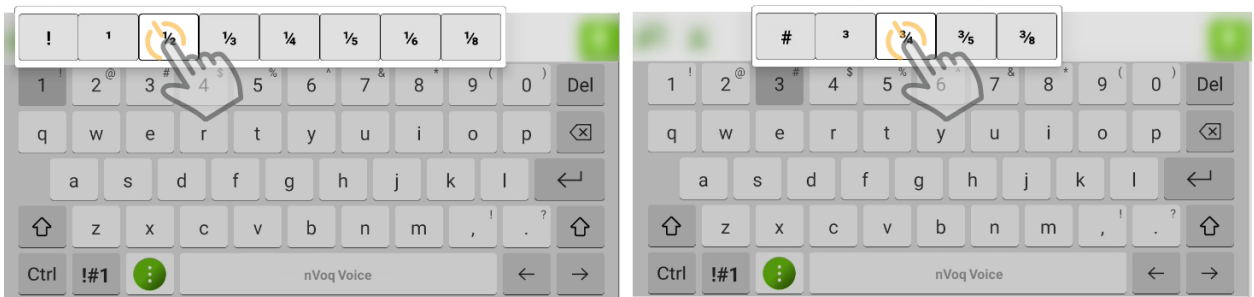 ! ¹ ½ ⅓ ¼ ⅕ ⅙ ⅛
1 ! 2 @ 3 # 4 $ 5 % 6 ^ 7 & 8 * 9 ( 0 ) Del
q w e r t y u i o p
a s d f g h j k l
z x c v b n m , ! . ?
Ctrl !#1 nVoq Voice ← →
# ³ ¾ ⅗ ⅜
1 ! 2 @ 3 # 4 $ 5 % 6 ^ 7 & 8 * 9 ( 0 ) Del
q w e r t y u i o p
a s d f g h j k l
z x c v b n m , ! . ?
Ctrl !#1 nVoq Voice ← →